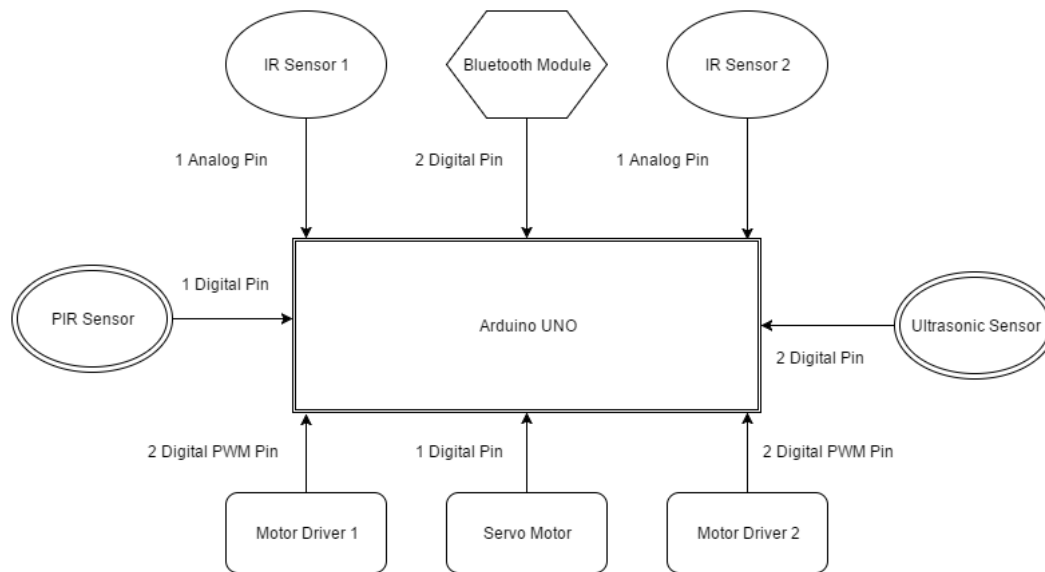 IR Sensor 1
Bluetooth Module
IR Sensor 2
1 Analog Pin
2 Digital Pin
1 Analog Pin
1 Digital Pin
PIR Sensor
Arduino UNO
Ultrasonic Sensor
2 Digital Pin
2 Digital PWM Pin
1 Digital Pin
2 Digital PWM Pin
Motor Driver 1
Servo Motor
Motor Driver 2